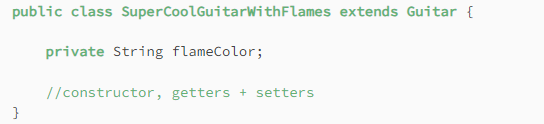 public class SuperCoolGuitarWithFlames extends Guitar {
private String flameColor;
//constructor, getters + setters
}